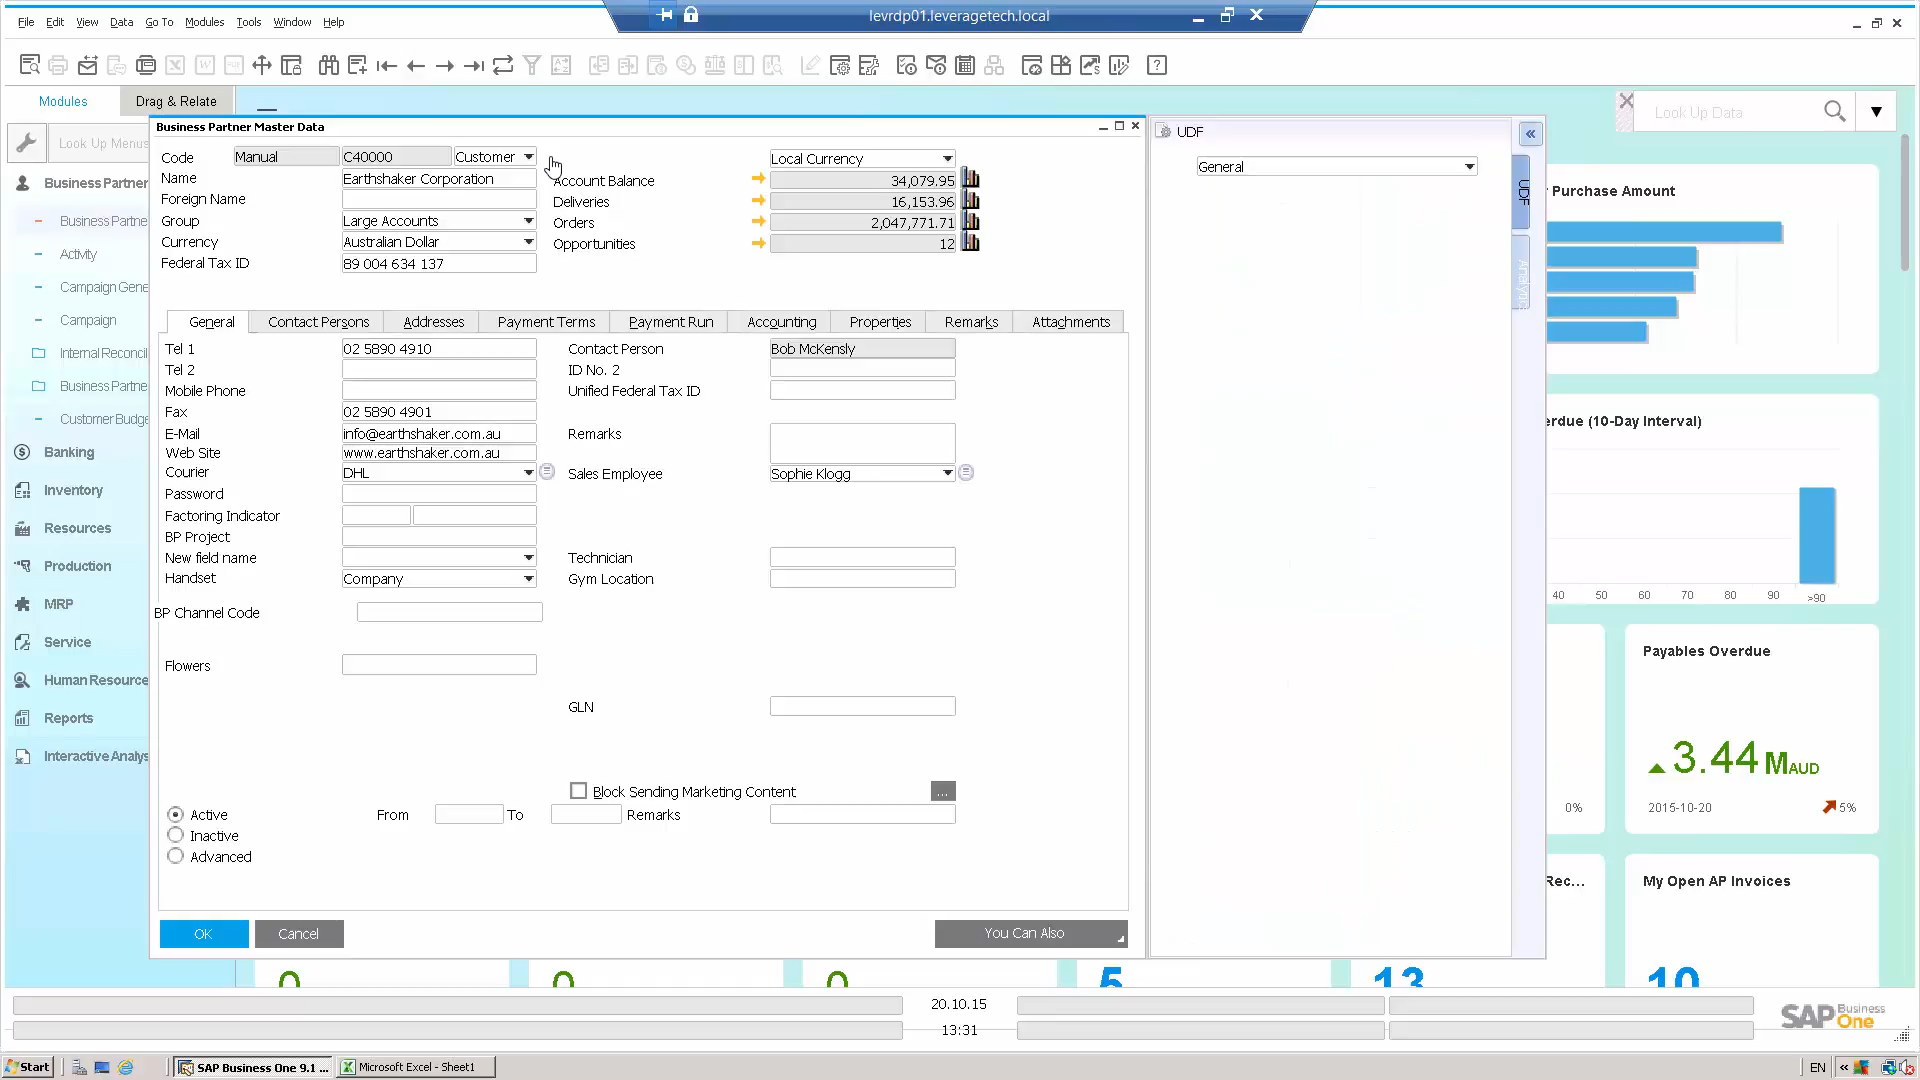 levrdp01.leveragetech.local
File Edit View Data Go To Modules Tools Window Help
Modules Drag & Relate
Look Up Data
Look Up Menus
Business Partner
Business Partne
Activity
Campaign Gene
Campaign
Internal Reconcil
Business Partne
Customer Budge
Banking
Inventory
Resources
Production
MRP
Service
Human Resource
Reports
Interactive Analys
Business Partner Master Data
Code Manual C40000 Customer
Name Earthshaker Corporation
Foreign Name
Group Large Accounts
Currency Australian Dollar
Federal Tax ID 89 004 634 137
Local Currency
Account Balance 34,079.95
Deliveries 16,153.96
Orders 2,047,771.71
Opportunities 12
General Contact Persons Addresses Payment Terms Payment Run Accounting Properties Remarks Attachments
Tel 1 02 5890 4910
Tel 2
Mobile Phone
Fax 02 5890 4901
E-Mail info@earthshaker.com.au
Web Site www.earthshaker.com.au
Courier DHL
Password
Factoring Indicator
BP Project
New field name
Handset Company
BP Channel Code
Flowers
Contact Person Bob McKensly
ID No. 2
Unified Federal Tax ID
Remarks
Sales Employee Sophie Klogg
Technician
Gym Location
GLN
Block Sending Marketing Content ...
Active From To Remarks
Inactive
Advanced
OK Cancel You Can Also
UDF
General
UDF
Purchase Amount
erdue (10-Day Interval)
40 50 60 70 80 90 >90
Payables Overdue
3.44 MAUD
0%
2015-10-20 5%
Rec...
My Open AP Invoices
0 0 0 5 13 10
20.10.15
13:31
SAP Business One
Start SAP Business One 9.1 ... Microsoft Excel - Sheet1 EN